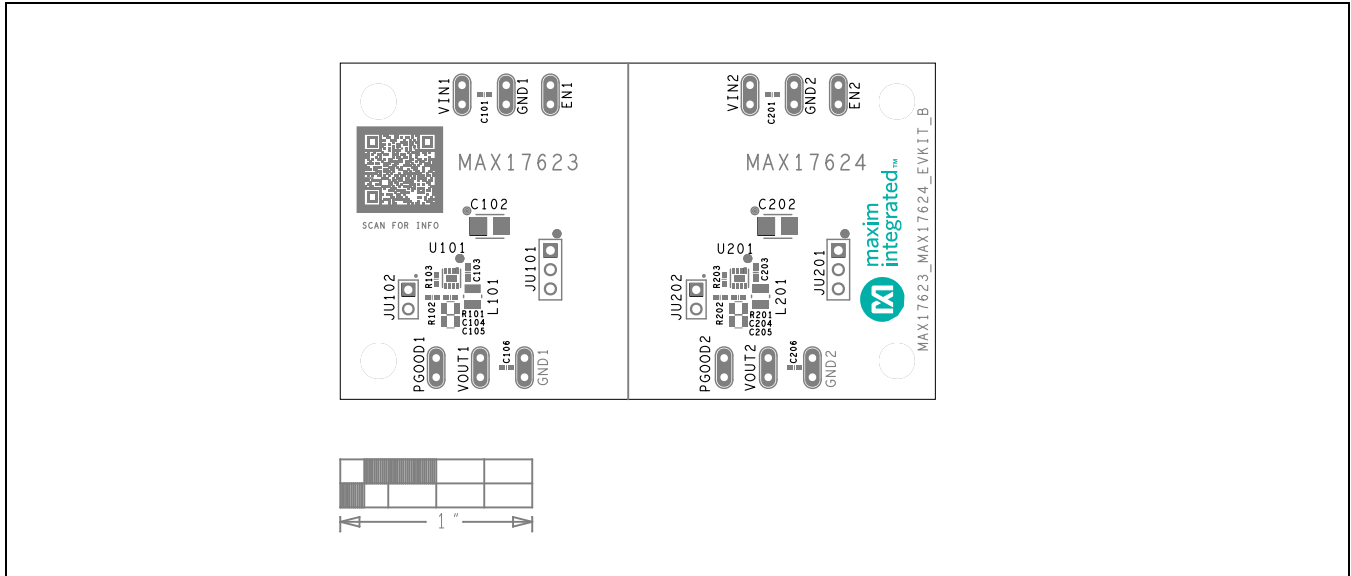 VIN1
C101
GND1
EN1
VIN2
C201
GND2
EN2
MAX17623
MAX17624
SCAN FOR INFO
C102
C202
U101
U201
JU101
JU201
R103
C103
R203
C203
JU102
L101
JU202
L201
R102
R101
C104
C105
R202
R201
C204
C205
PGOOD1
VOUT1
C106
GND1
PGOOD2
VOUT2
C206
GND2
maxim
integrated™
MAX17623_MAX17624_EVKIT_B
1 "